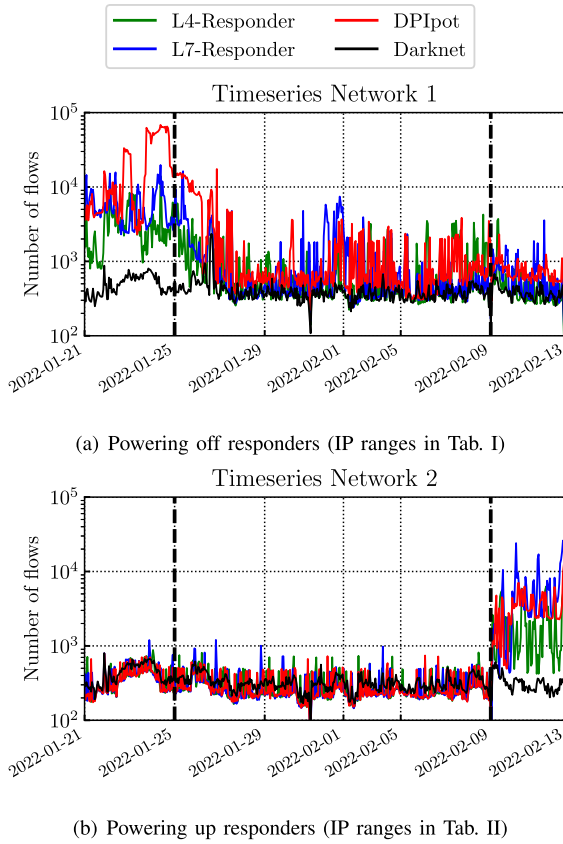 L4-Responder DPIpot
L7-Responder Darknet
Timeseries Network 1
Number of flows
10^5
10^4
10^3
10^2
2022-01-21 2022-01-25 2022-01-29 2022-02-01 2022-02-05 2022-02-09 2022-02-13
(a) Powering off responders (IP ranges in Tab. I)
Timeseries Network 2
Number of flows
10^5
10^4
10^3
10^2
2022-01-21 2022-01-25 2022-01-29 2022-02-01 2022-02-05 2022-02-09 2022-02-13
(b) Powering up responders (IP ranges in Tab. II)